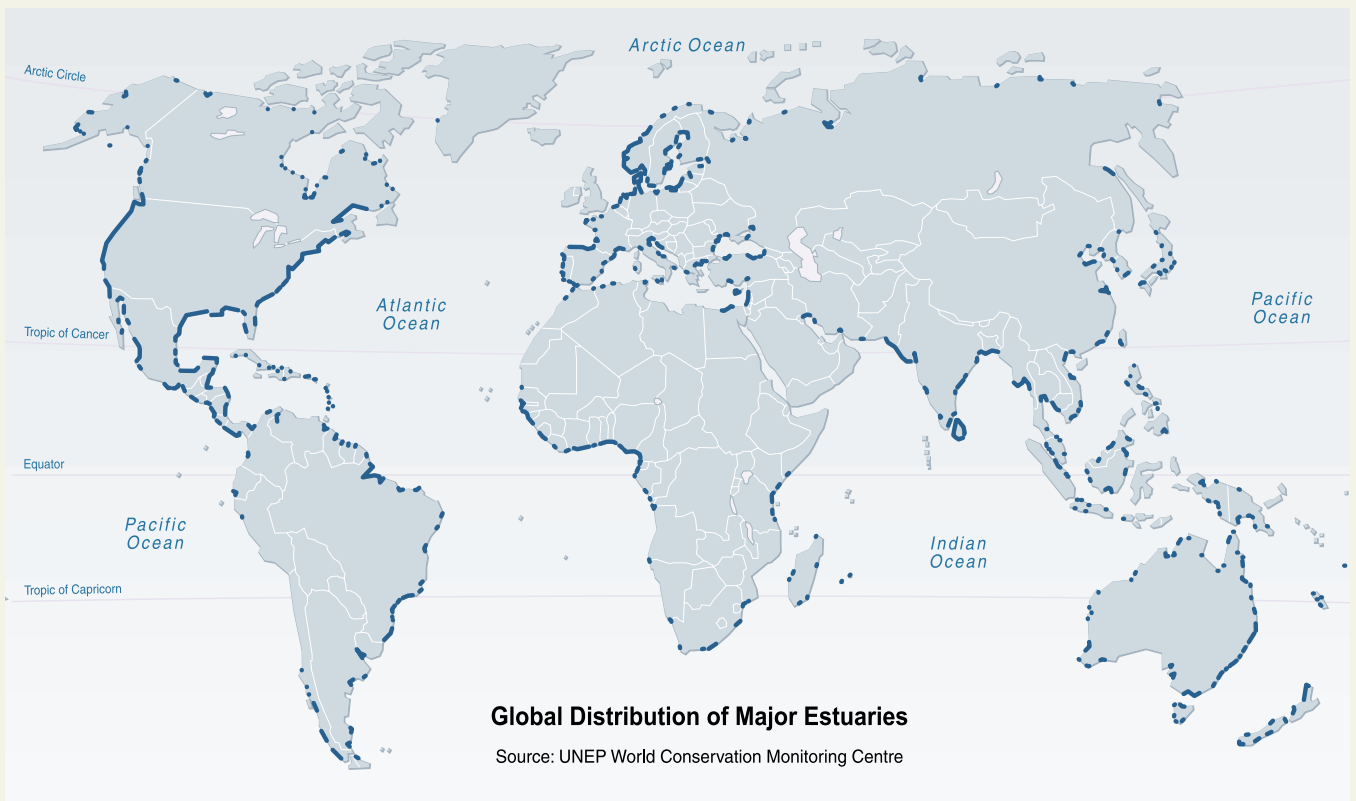 Arctic Ocean
Arctic Circle
Atlantic
Ocean
Pacific
Ocean
Tropic of Cancer
Equator
Pacific
Ocean
Indian
Ocean
Tropic of Capricorn
Global Distribution of Major Estuaries
Source: UNEP World Conservation Monitoring Centre